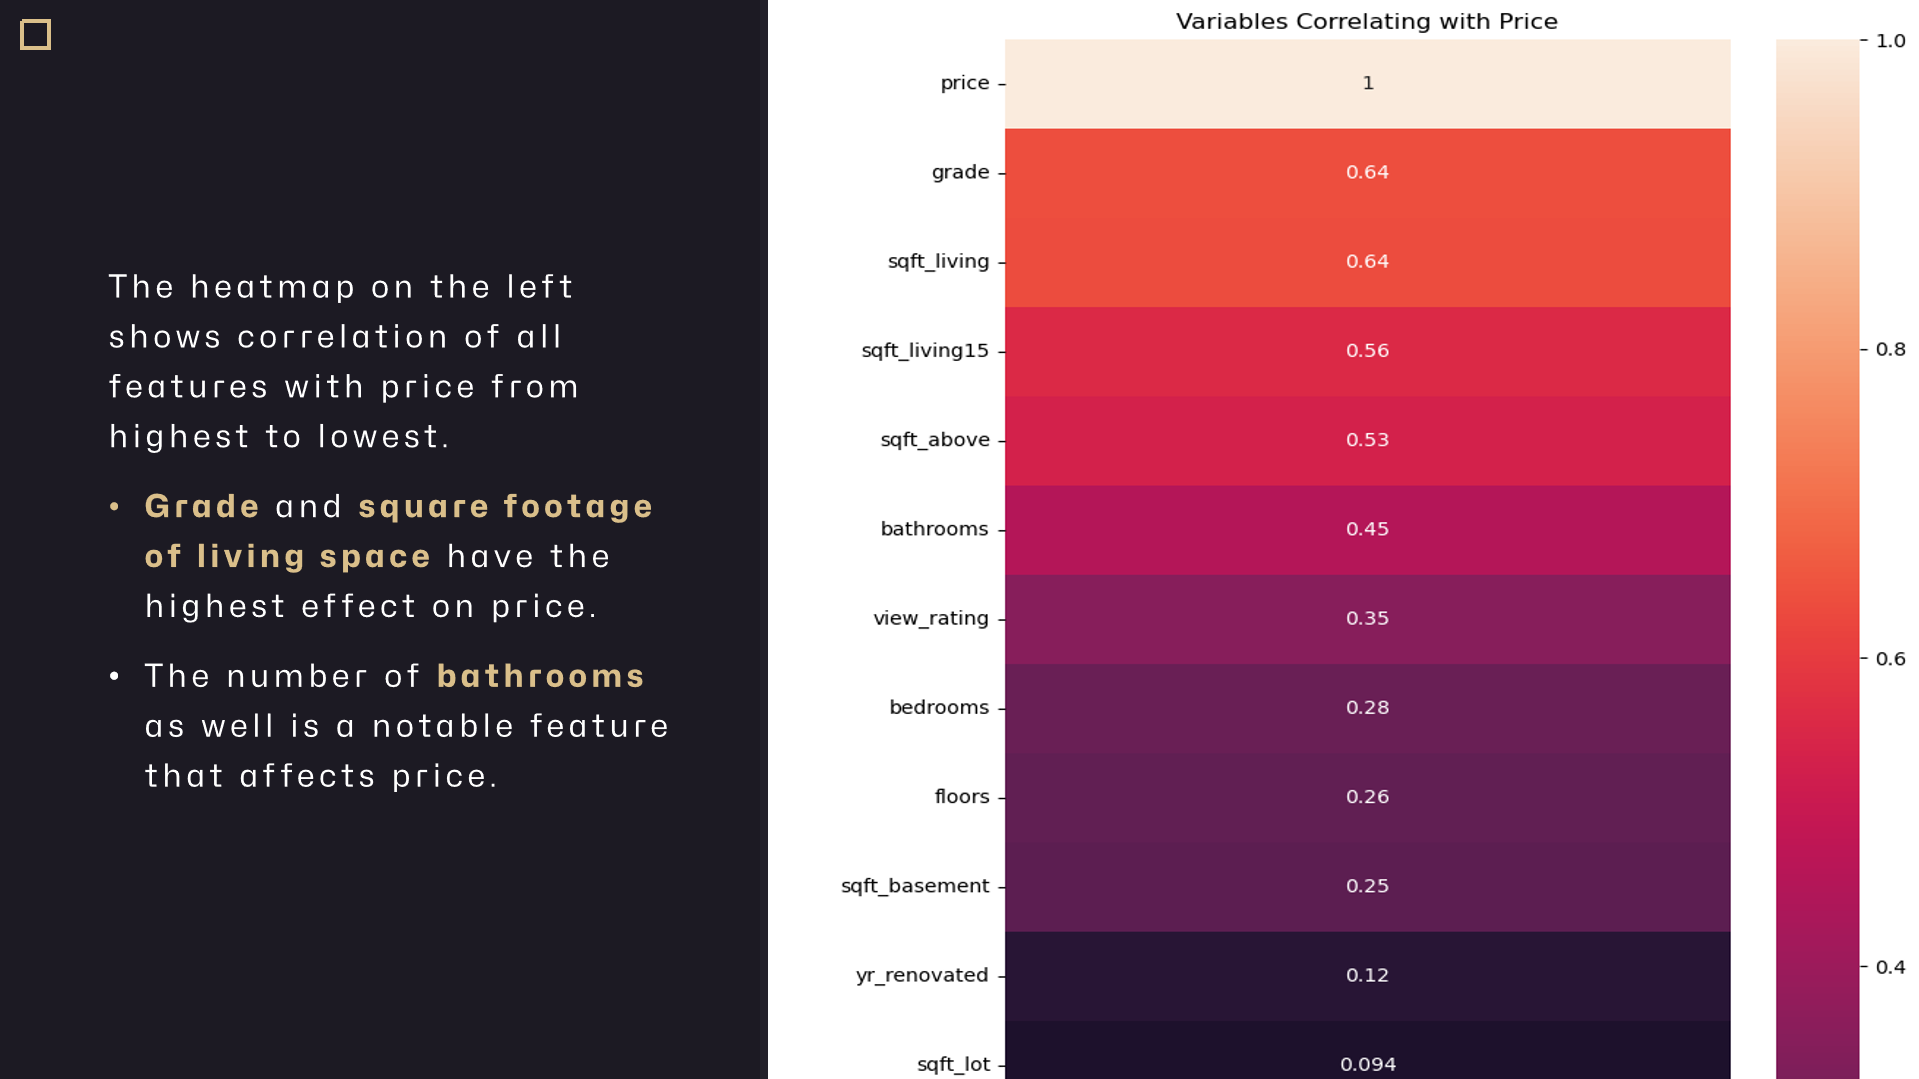 The heatmap on the left
shows correlation of all
features with price from
highest to lowest.
• Grade and square footage
of living space have the
highest effect on price.
• The number of bathrooms
as well is a notable feature
that affects price.
Variables Correlating with Price
price 1
grade 0.64
sqft_living 0.64
sqft_living15 0.56
sqft_above 0.53
bathrooms 0.45
view_rating 0.35
bedrooms 0.28
floors 0.26
sqft_basement 0.25
yr_renovated 0.12
sqft_lot 0.094
1.0
0.8
0.6
0.4